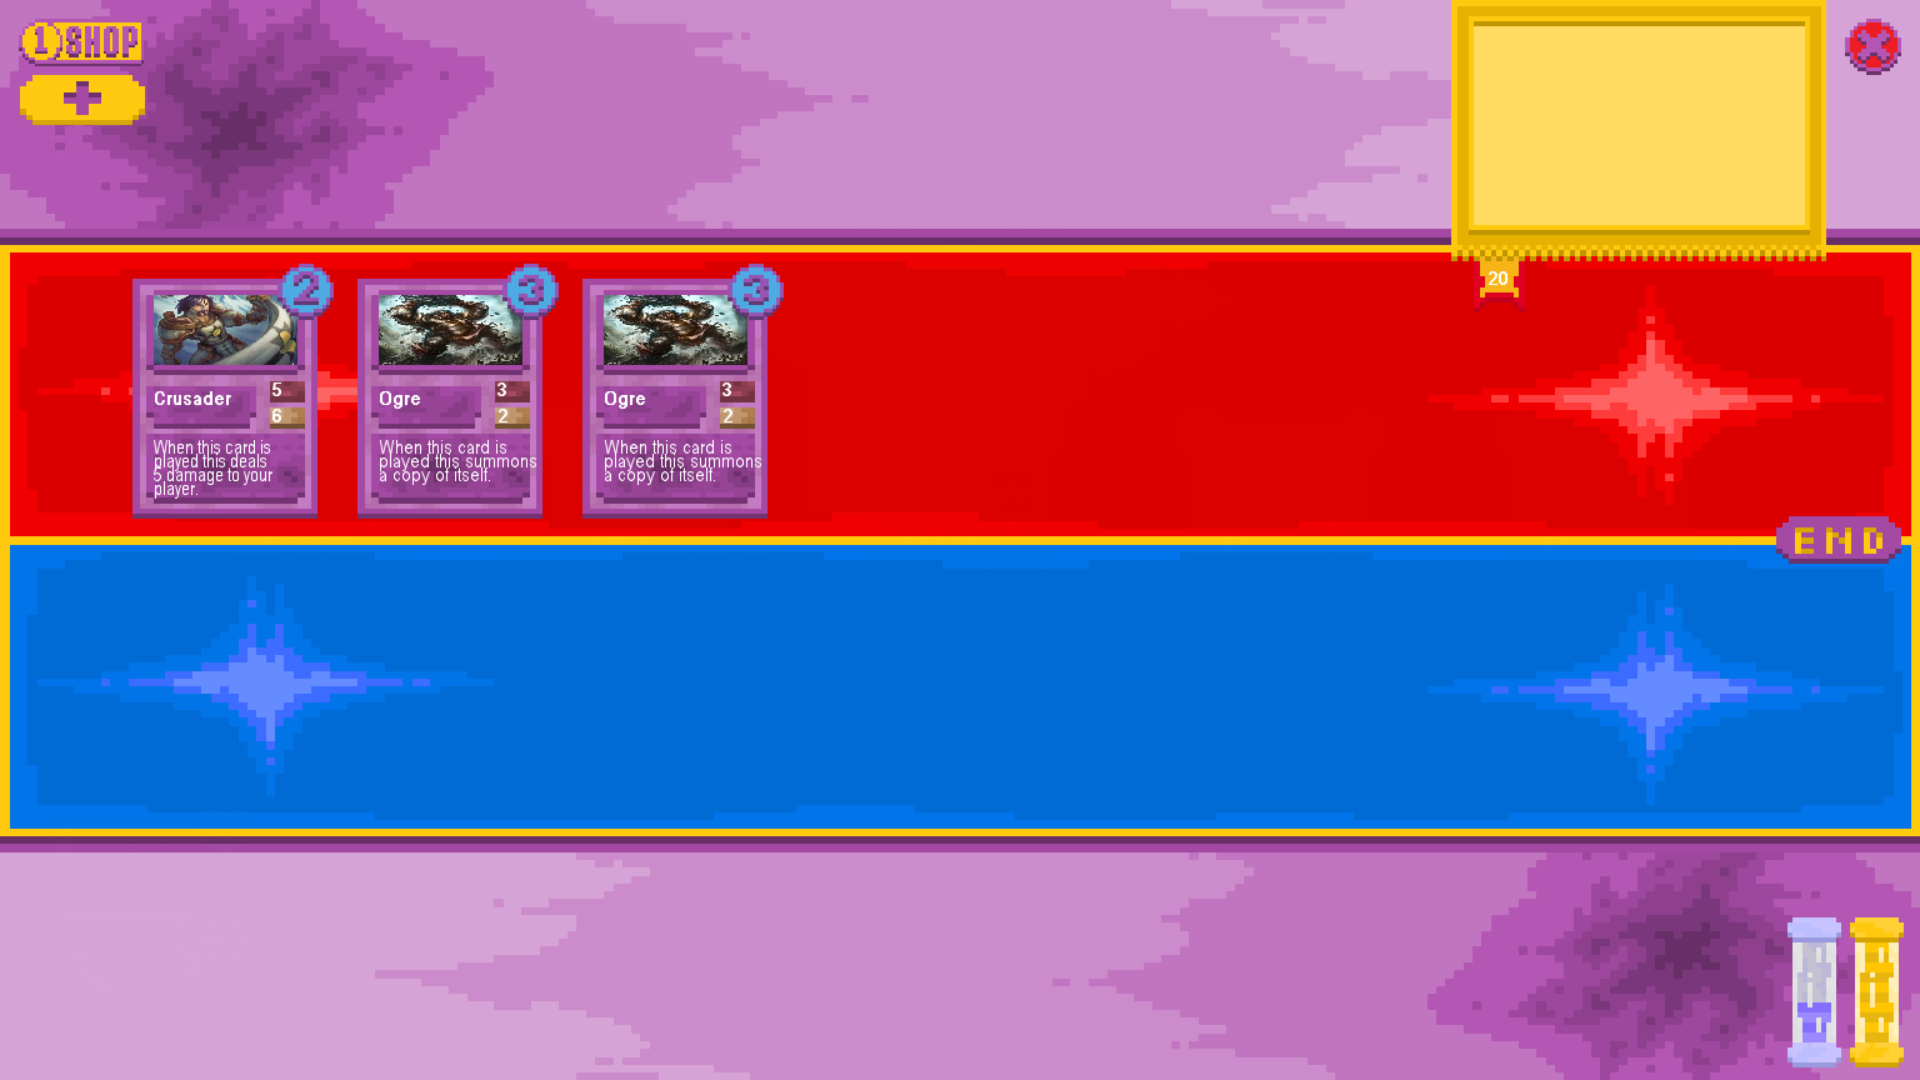 1 SHOP
+
20
2
3
3
Crusader
5
6
Ogre
3
2
Ogre
3
2
When this card is
played this deals
5 damage to your
player.
When this card is
played this summons
a copy of itself.
When this card is
played this summons
a copy of itself.
END